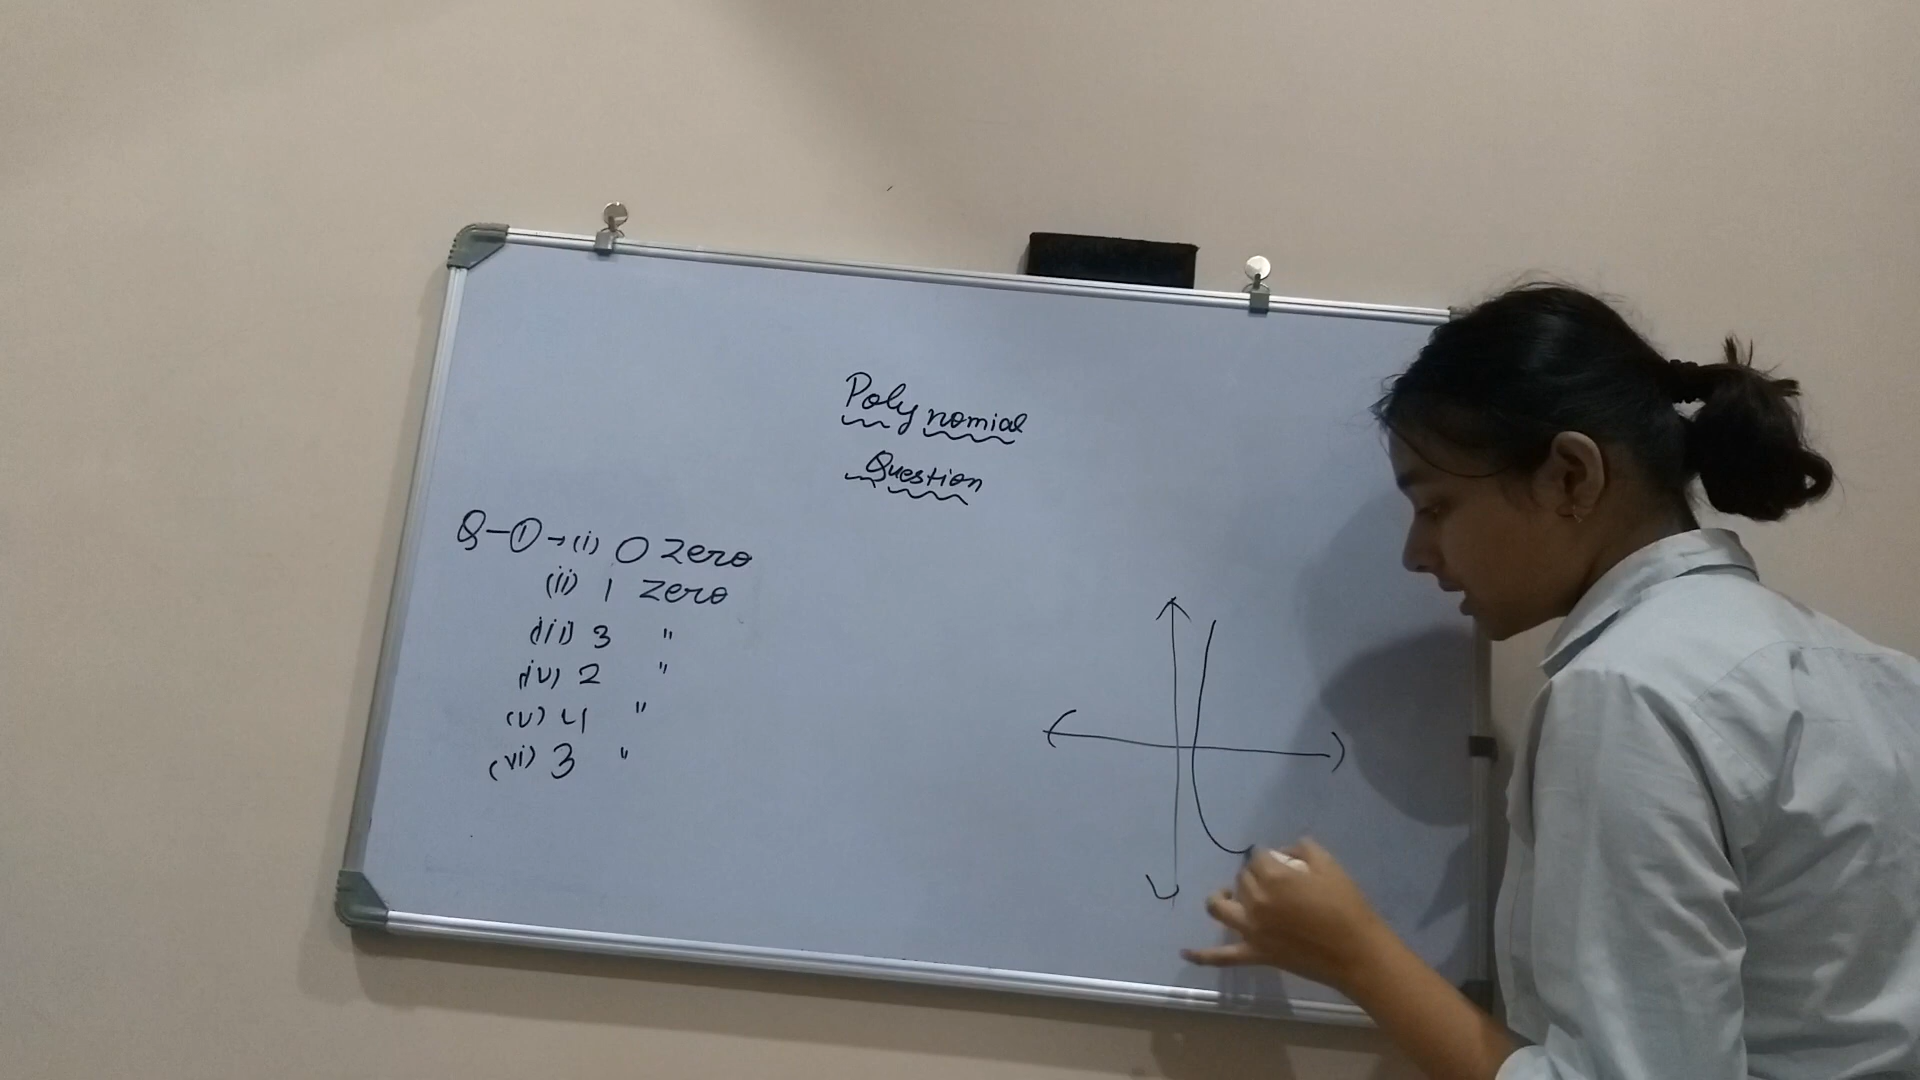 Polynomial
Question
Q-① → (i) 0 zero
(ii) 1 zero
(iii) 3 "
(iv) 2 "
(v) 4 "
(vi) 3 "